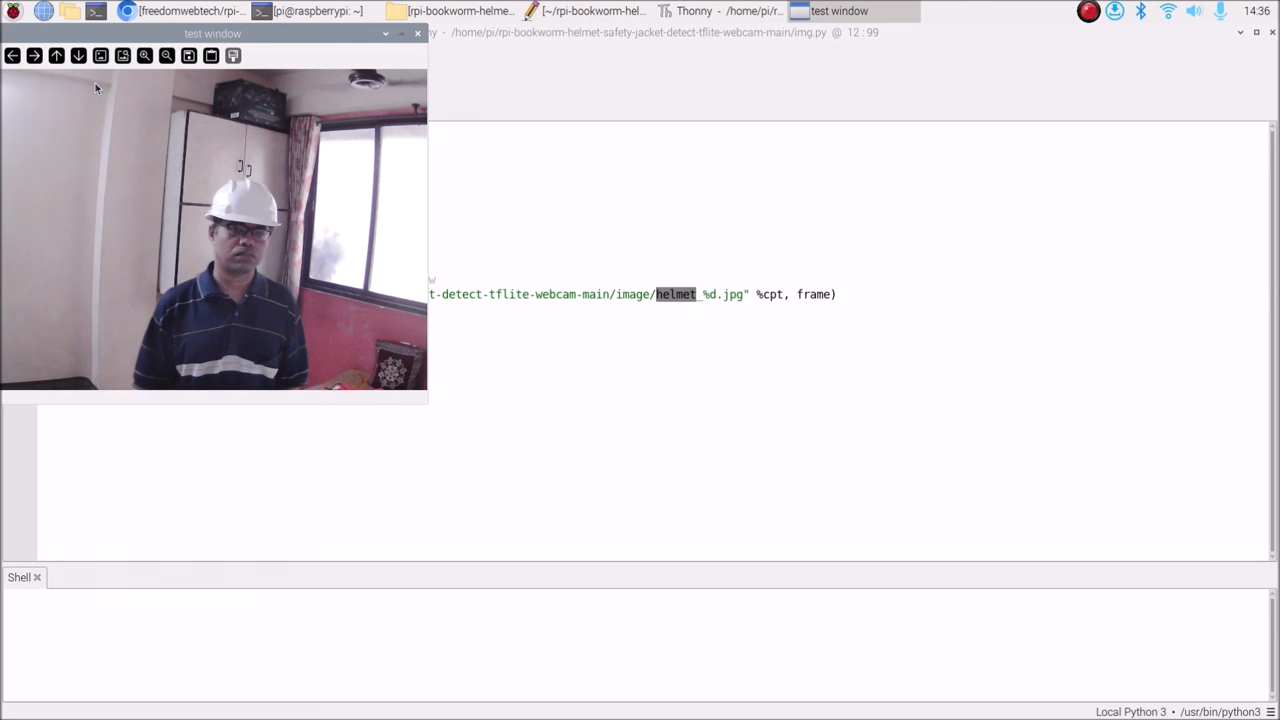 [freedomwebtech/rpi-...
[pi@raspberrypi: ~]
[rpi-bookworm-helme...
[~/rpi-bookworm-hel...
Thonny - /home/pi/r...
test window
14:36
test window
ny - /home/pi/rpi-bookworm-helmet-safety-jacket-detect-tflite-webcam-main/img.py @ 12 : 99
w
t-detect-tflite-webcam-main/image/helmet_%d.jpg" %cpt, frame)
Shell
Local Python 3 • /usr/bin/python3